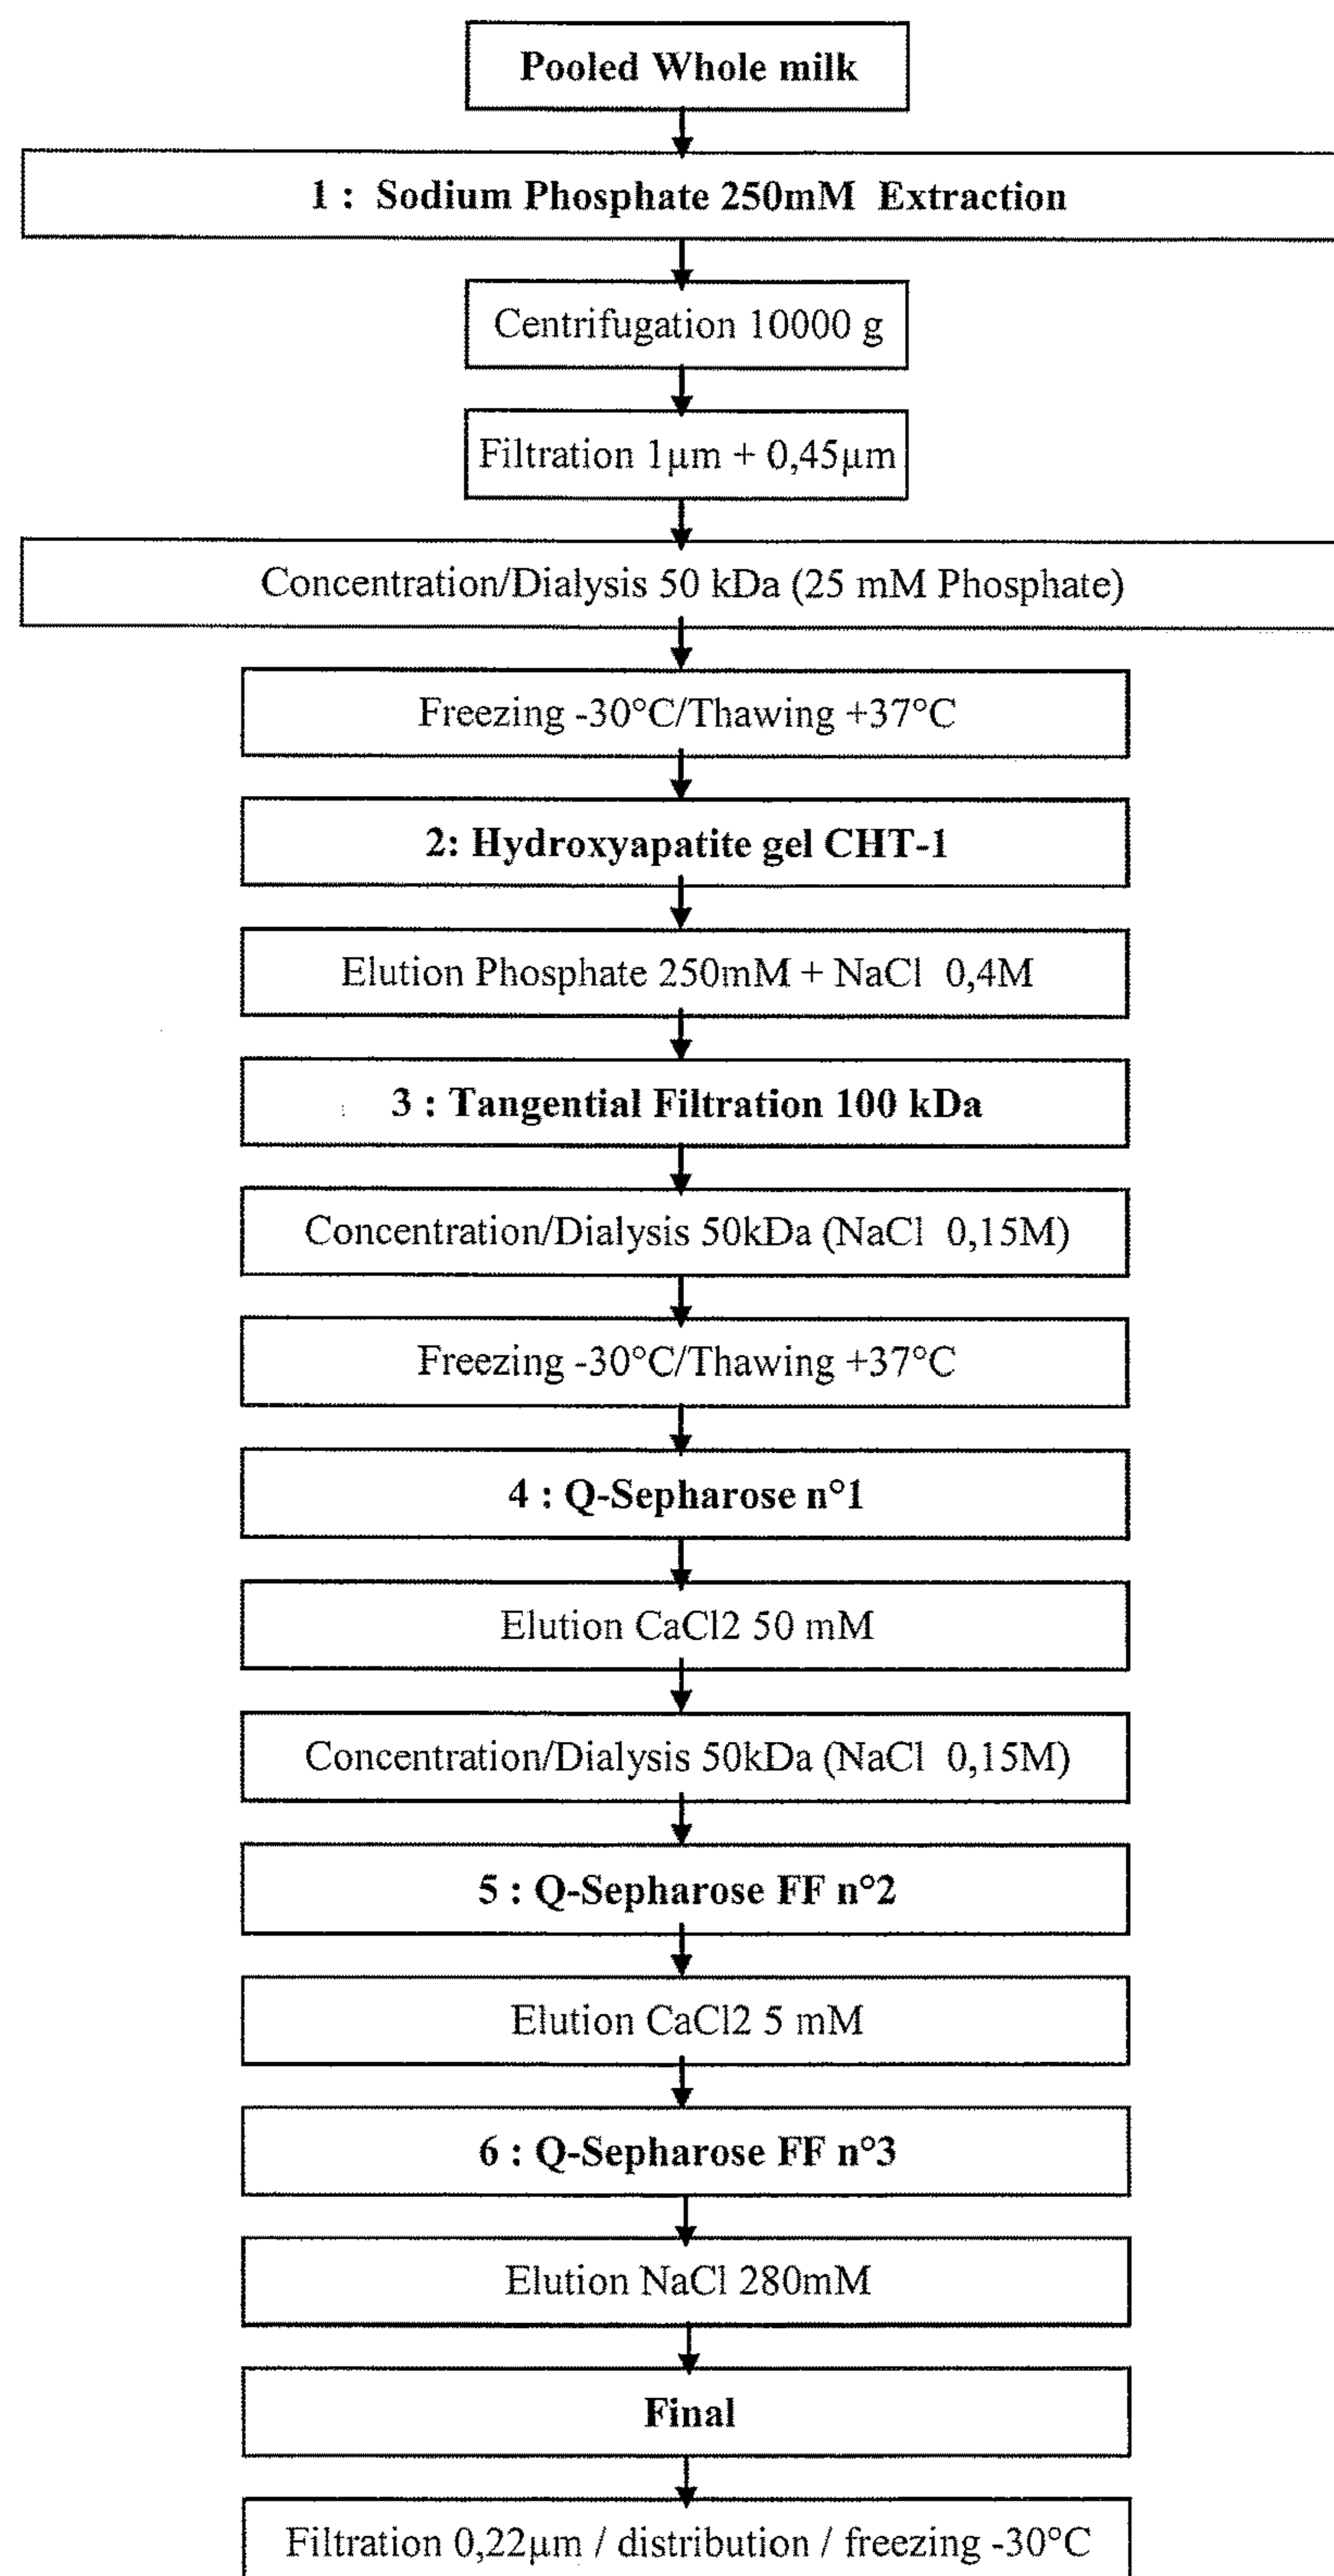 Pooled Whole milk
1 : Sodium Phosphate 250mM Extraction
Centrifugation 10000 g
Filtration 1µm + 0,45µm
Concentration/Dialysis 50 kDa (25 mM Phosphate)
Freezing -30°C/Thawing +37°C
2: Hydroxyapatite gel CHT-1
Elution Phosphate 250mM + NaCl 0,4M
3 : Tangential Filtration 100 kDa
Concentration/Dialysis 50kDa (NaCl 0,15M)
Freezing -30°C/Thawing +37°C
4 : Q-Sepharose n°1
Elution CaCl2 50 mM
Concentration/Dialysis 50kDa (NaCl 0,15M)
5 : Q-Sepharose FF n°2
Elution CaCl2 5 mM
6 : Q-Sepharose FF n°3
Elution NaCl 280mM
Final
Filtration 0,22µm / distribution / freezing -30°C